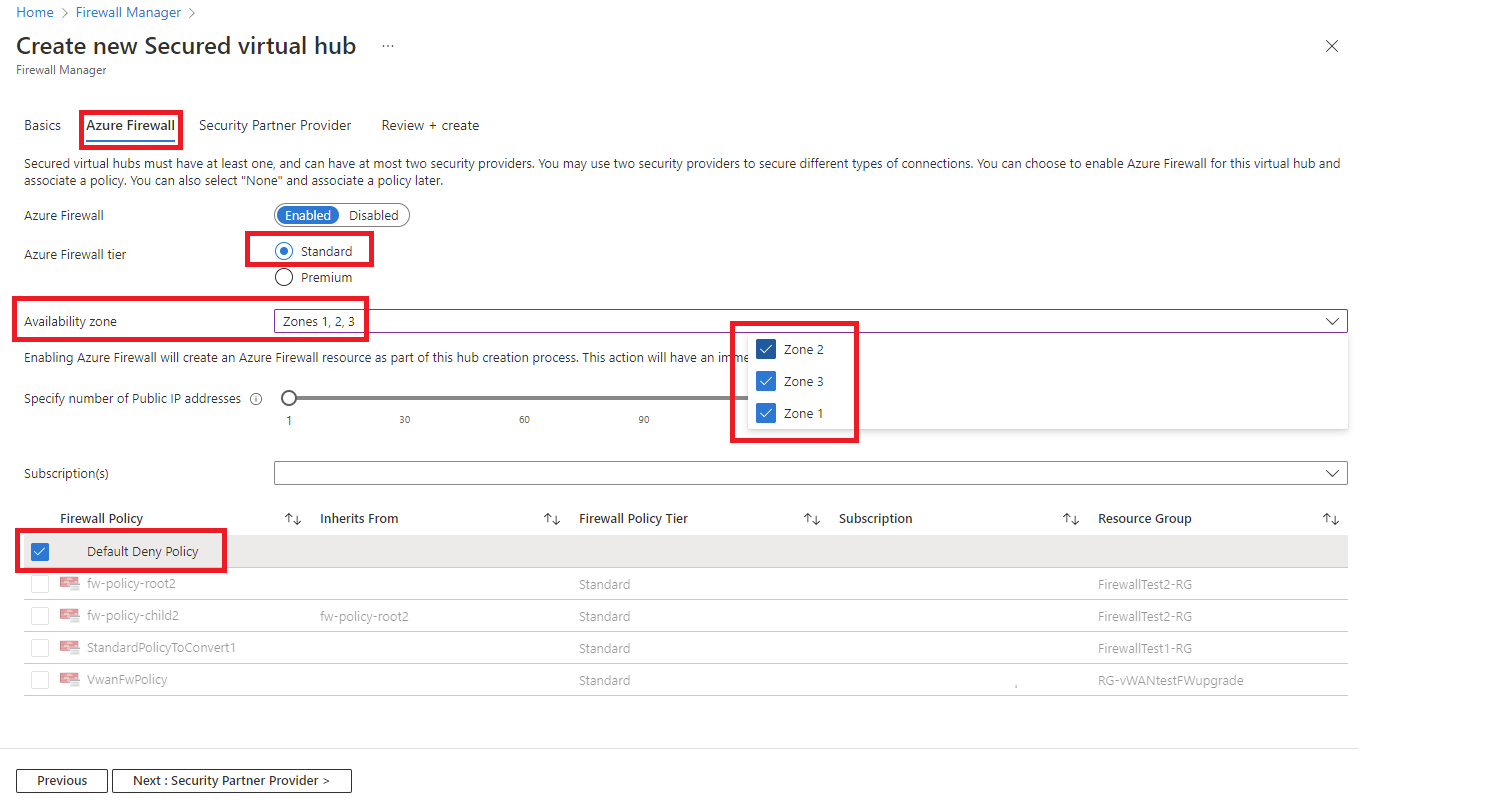 Home > Firewall Manager >
Create new Secured virtual hub ...
Firewall Manager
Basics Azure Firewall Security Partner Provider Review + create
Secured virtual hubs must have at least one, and can have at most two security providers. You may use two security providers to secure different types of connections. You can choose to enable Azure Firewall for this virtual hub and
associate a policy. You can also select "None" and associate a policy later.
Azure Firewall Enabled Disabled
Azure Firewall tier Standard
Premium
Availability zone Zones 1, 2, 3
Zone 2
Enabling Azure Firewall will create an Azure Firewall resource as part of this hub creation process. This action will have an imme
Zone 3
Specify number of Public IP addresses
Zone 1
1 30 60 90
Subscription(s)
Firewall Policy Inherits From Firewall Policy Tier Subscription Resource Group
Default Deny Policy
fw-policy-root2 Standard FirewallTest2-RG
fw-policy-child2 fw-policy-root2 Standard FirewallTest2-RG
StandardPolicyToConvert1 Standard FirewallTest1-RG
VwanFwPolicy Standard RG-vWANtestFWupgrade
Previous Next : Security Partner Provider >